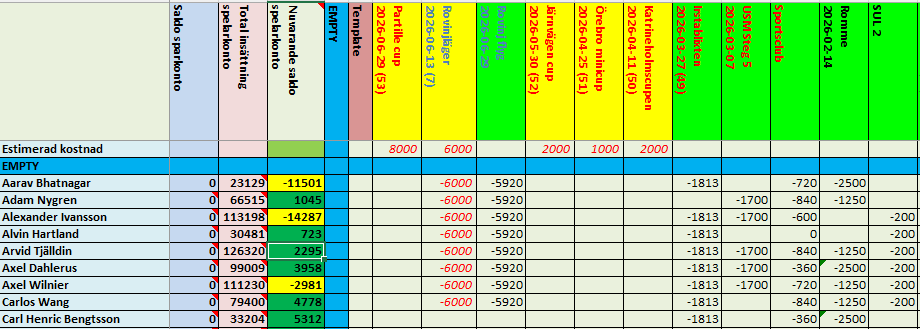 Saldo sparkonto
Total insättning
spelarkonto
Nuvarande saldo
spelarkonto
EMPTY
Template
Partille cup
2026-06-29 (53)
Rovinjläger
2026-06-13 (7)
Rovinjflyg
2026-06-29
Järnvägen cup
2026-05-30 (52)
Örebro minicup
2026-04-25 (51)
Katrineholmscupen
2026-04-11 (50)
Irstablixten
2026-03-27 (49)
USM Steg 5
2026-03-07
Sportsclub
Romme
2026-02-14
SUL 2
Estimerad kostnad 8000 6000 2000 1000 2000
EMPTY
Aarav Bhatnagar 0 23129 -11501 -6000 -5920 -1813 -720 -2500
Adam Nygren 0 66515 1045 -6000 -5920 -1700 -840 -1250
Alexander Ivansson 0 113198 -14287 -6000 -5920 -1813 -1700 -600 -200
Alvin Hartland 0 30481 723 -6000 -5920 -1813 0 -200
Arvid Tjälldin 0 126320 2295 -6000 -5920 -1813 -1700 -840 -1250 -200
Axel Dahlerus 0 99009 3958 -6000 -5920 -1813 -1700 -360 -2500 -200
Axel Wilnier 0 111230 -2981 -6000 -5920 -1813 -1700 -720 -1250 -200
Carlos Wang 0 79400 4778 -6000 -5920 -1813 -840 -1250 -200
Carl Henric Bengtsson 0 33204 5312 -1813 -360 -2500